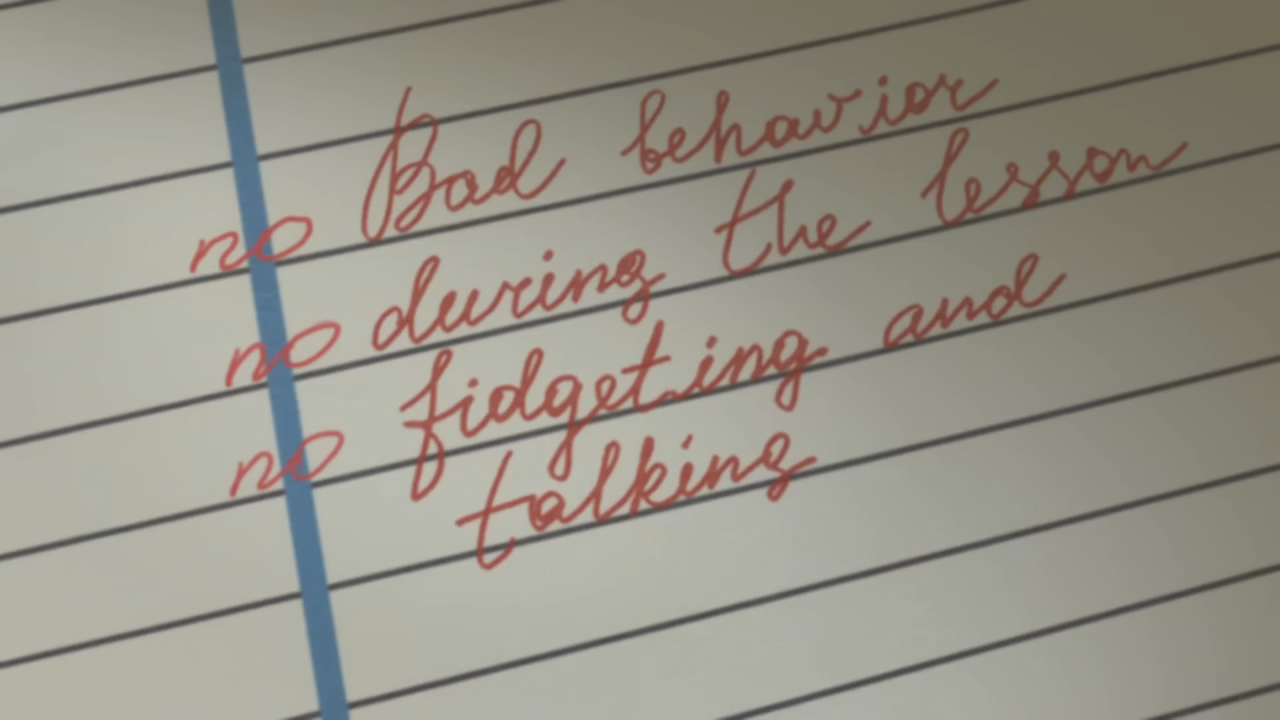 no Bad behavior
no during the lesson
no fidgeting and
talking